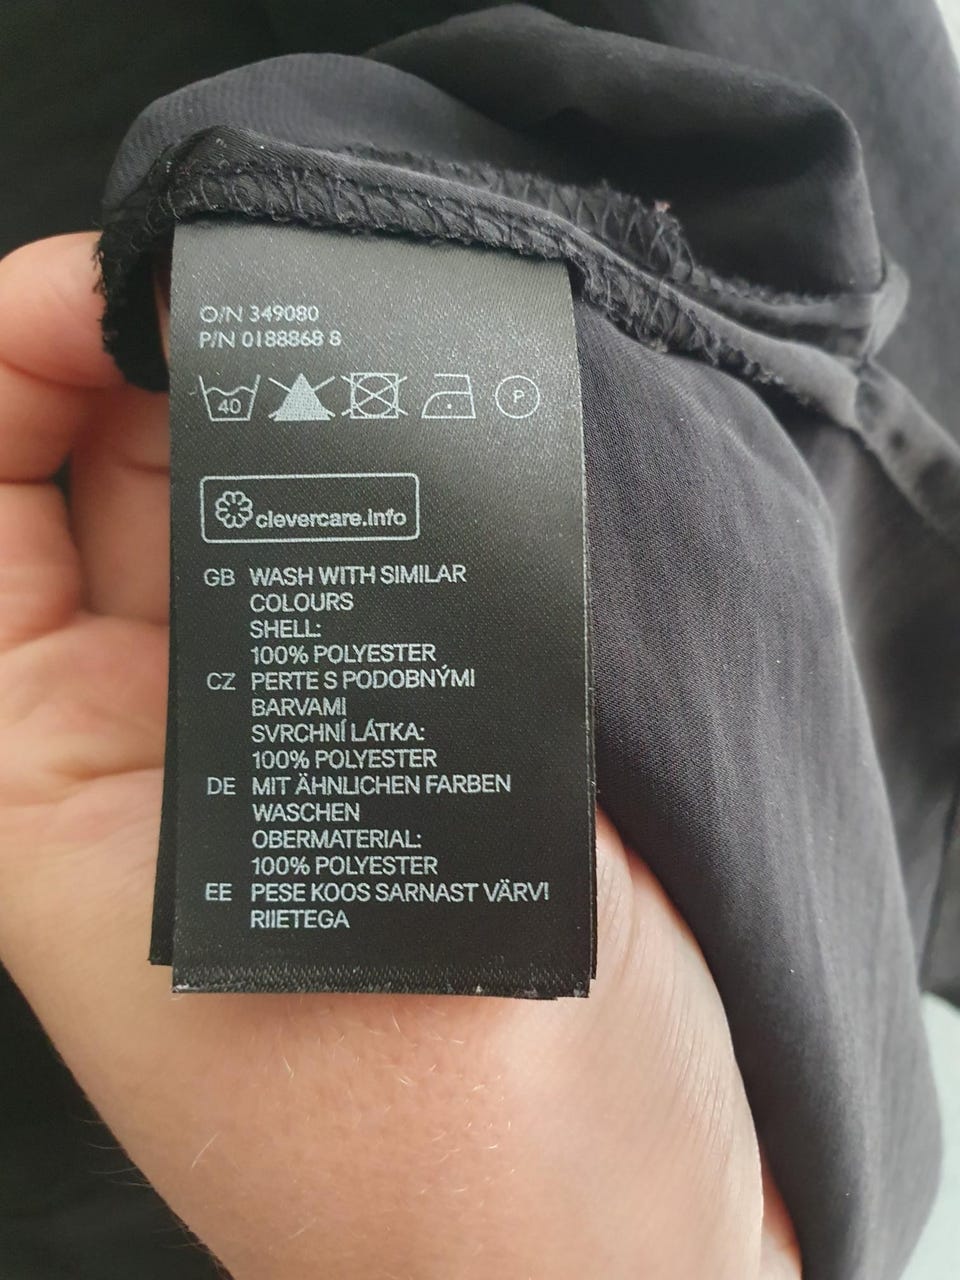 O/N 349080
P/N 0188868 8
40 P
clevercare.info
GB WASH WITH SIMILAR
COLOURS
SHELL:
100% POLYESTER
CZ PERTE S PODOBNÝMI
BARVAMI
SVRCHNÍ LÁTKA:
100% POLYESTER
DE MIT ÄHNLICHEN FARBEN
WASCHEN
OBERMATERIAL:
100% POLYESTER
EE PESE KOOS SARNAST VÄRVI
RIIETEGA